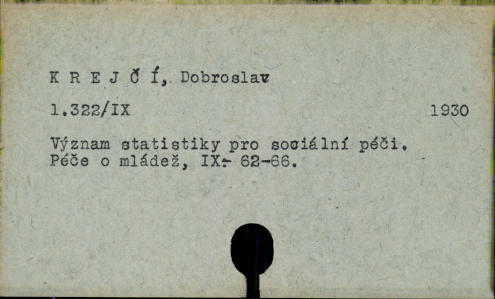 K R E J Č Í, Dobroslav
1.322/IX 1930
Význam statistiky pro sociální péči.
Péče o mládež, IX.- 62-66.